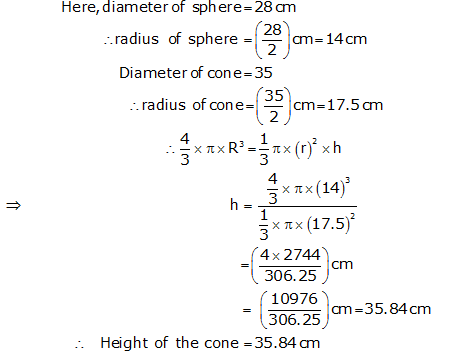 Here, diameter of sphere = 28 cm
∴ radius of sphere = (28/2) cm = 14 cm
Diameter of cone = 35
∴ radius of cone = (35/2) cm = 17.5 cm
∴ 4/3 × π × R³ = 1/3 π × (r)² × h
⇒ h = (4/3 × π × (14)³)/(1/3 × π × (17.5)²)
= (4 × 2744/306.25) cm
= (10976/306.25) cm = 35.84 cm
∴ Height of the cone = 35.84 cm